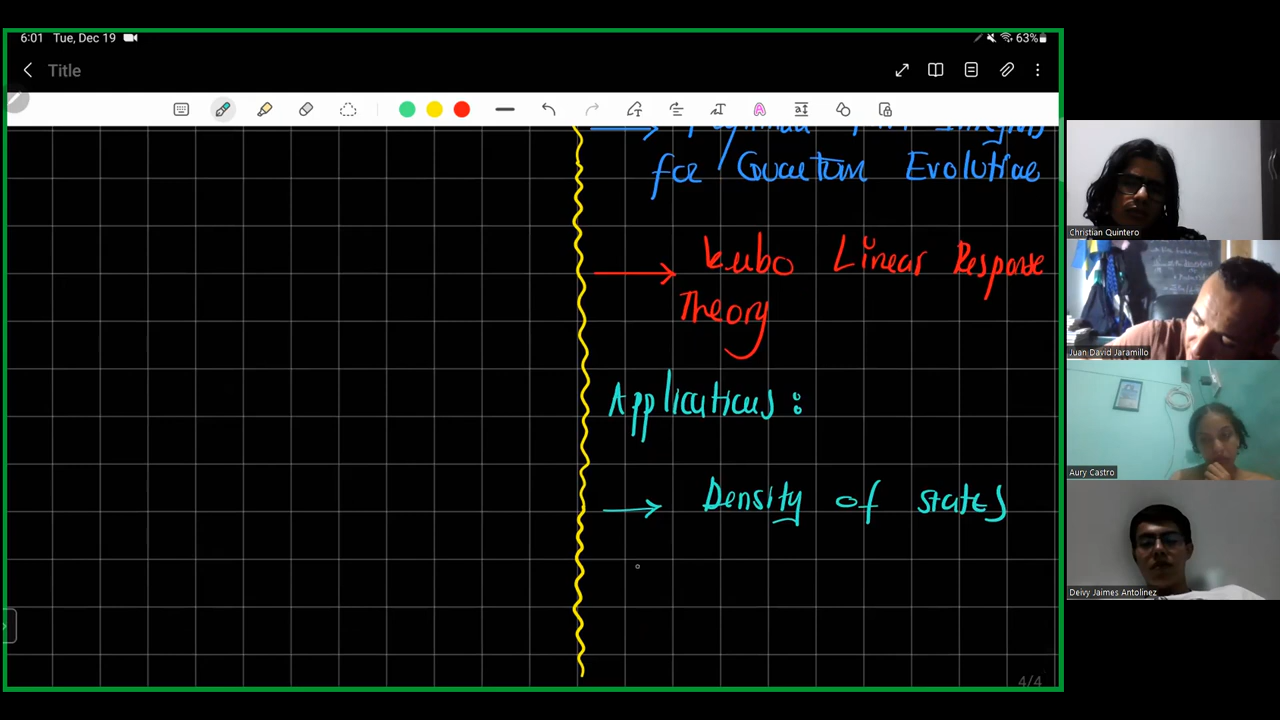 6:01 Tue, Dec 19
63%
Title
for Quantum Evolution
Kubo Linear Response
Theory
Applications:
Density of states
4/4
Christian Quintero
Juan David Jaramillo
Aury Castro
Deivy Jaimes Antolinez